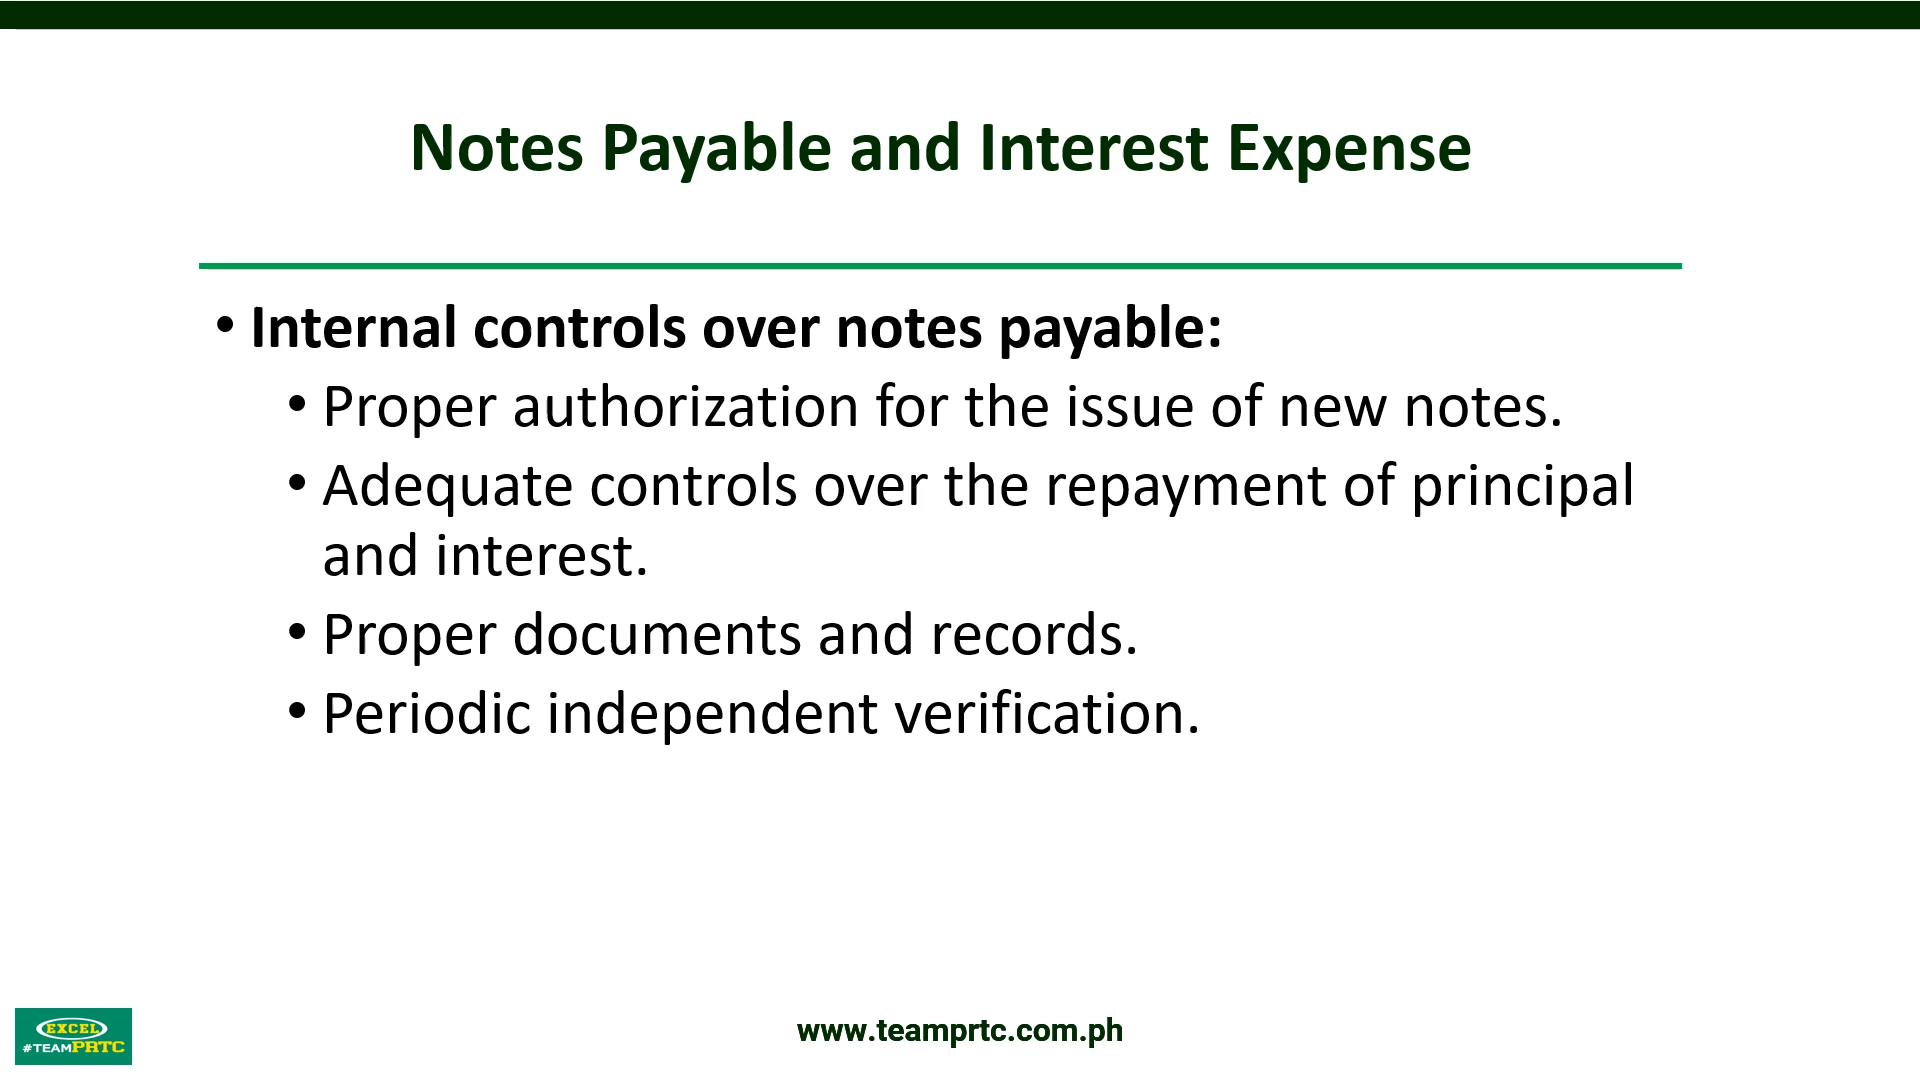 Notes Payable and Interest Expense
• Internal controls over notes payable:
• Proper authorization for the issue of new notes.
• Adequate controls over the repayment of principal
and interest.
• Proper documents and records.
• Periodic independent verification.
EXCEL
#TEAMPRTC
www.teamprtc.com.ph